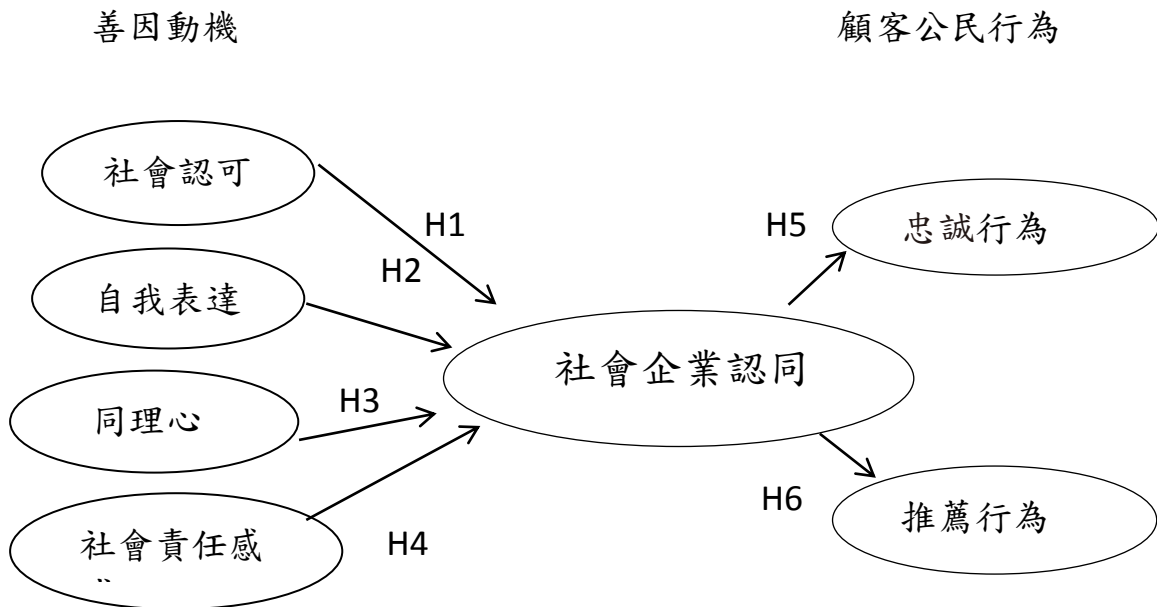 善因動機
顧客公民行為
社會認可
H1
H2
自我表達
同理心
H3
社會責任感
H4
社會企業認同
H5
忠誠行為
H6
推薦行為